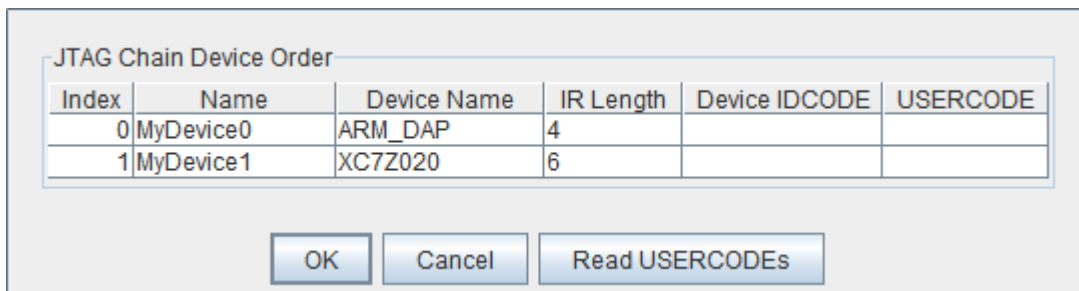 JTAG Chain Device Order
Index Name Device Name IR Length Device IDCODE USERCODE
0 MyDevice0 ARM_DAP 4
1 MyDevice1 XC7Z020 6
OK Cancel Read USERCODEs